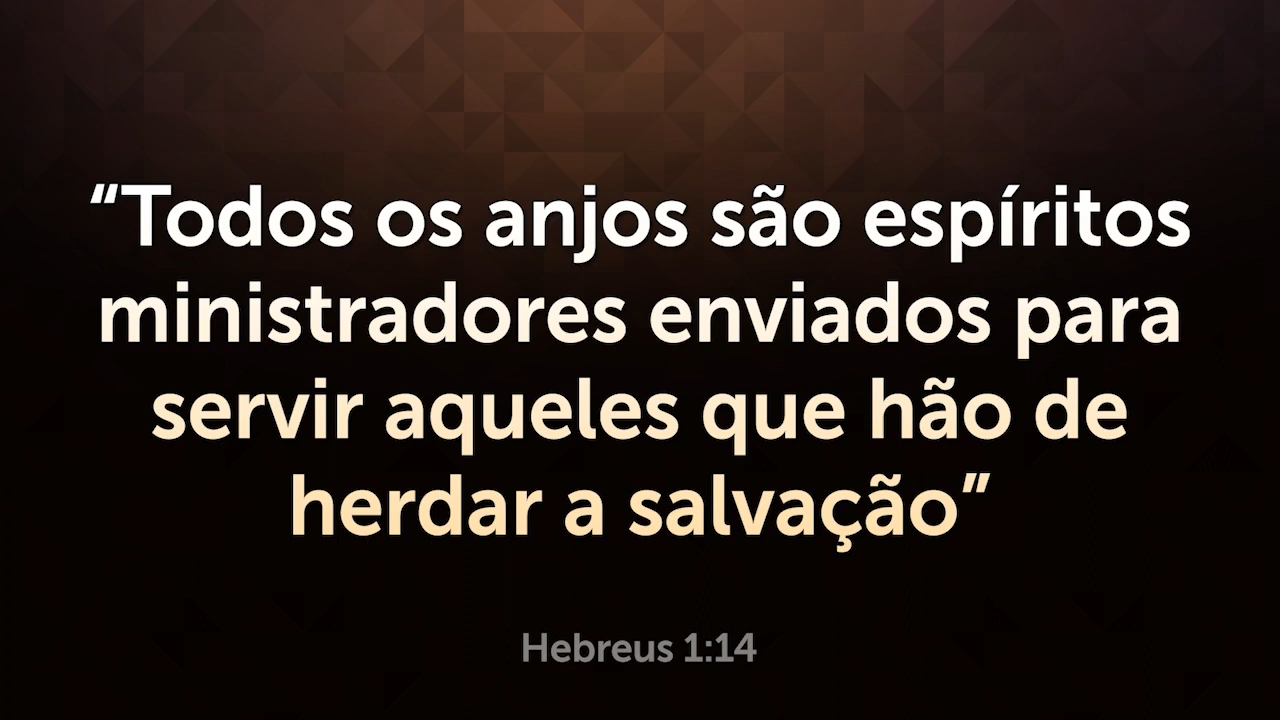 “Todos os anjos são espíritos
ministradores enviados para
servir aqueles que hão de
herdar a salvação”
Hebreus 1:14